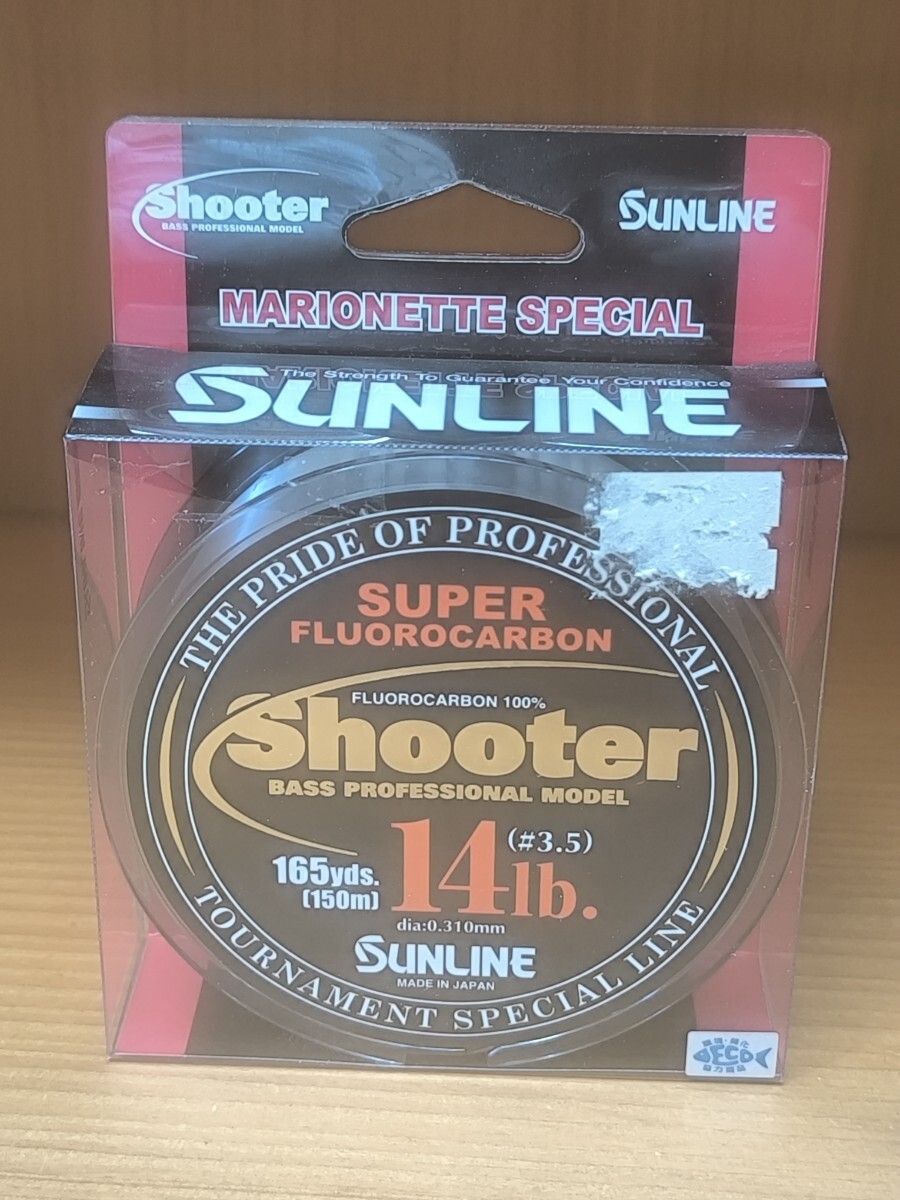 Shooter
BASS PROFESSIONAL MODEL
SUNLINE
MARIONETTE SPECIAL
The Strength To Guarantee Your Confidence
SUNLINE
THE PRIDE OF PROFESSIONAL
SUPER
FLUOROCARBON
FLUOROCARBON 100%
Shooter
BASS PROFESSIONAL MODEL
14lb. (#3.5)
165yds.
(150m)
dia:0.310mm
SUNLINE
MADE IN JAPAN
TOURNAMENT SPECIAL LINE
ECO